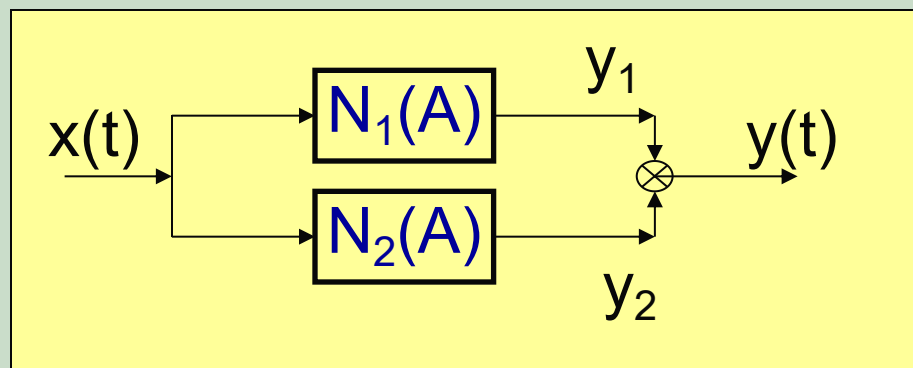 y₁
N₁(A)
x(t)
y(t)
N₂(A)
y₂